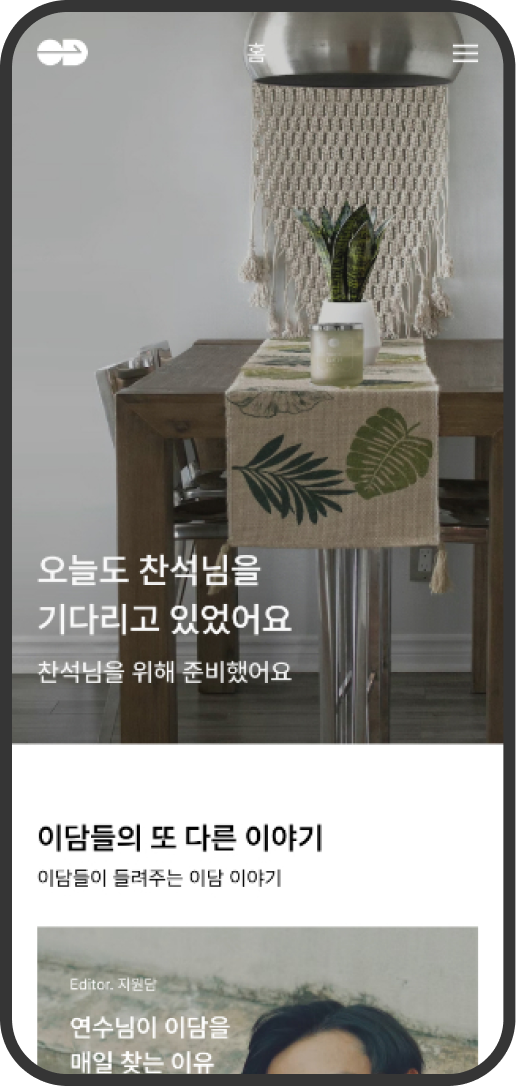 홈
오늘도 찬석님을
기다리고 있었어요
찬석님을 위해 준비했어요
이담들의 또 다른 이야기
이담들이 들려주는 이담 이야기
Editor. 지원담
연수님이 이담을
매일 찾는 이유